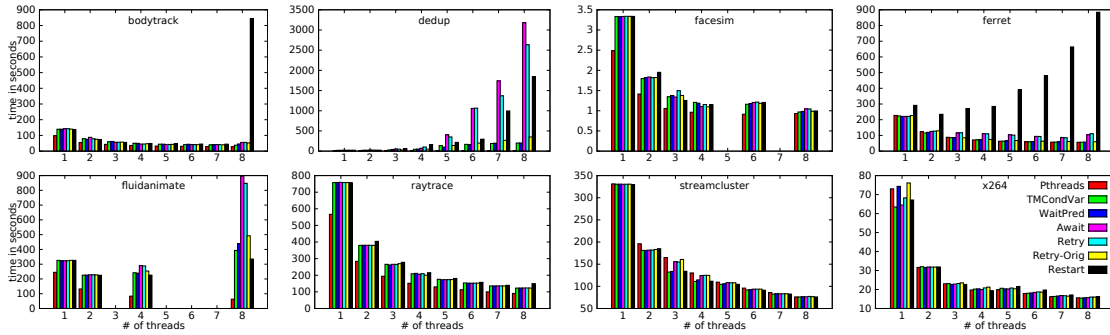 bodytrack
dedup
facesim
ferret
time in seconds
900
800
700
600
500
400
300
200
100
0
1 2 3 4 5 6 7 8
3500
3000
2500
2000
1500
1000
500
0
1 2 3 4 5 6 7 8
3.5
3.0
2.5
2.0
1.5
1.0
0.5
0.0
1 2 3 4 5 6 7 8
900
800
700
600
500
400
300
200
100
0
1 2 3 4 5 6 7 8
fluidanimate
raytrace
streamcluster
x264
time in seconds
900
800
700
600
500
400
300
200
100
0
1 2 3 4 5 6 7 8
# of threads
800
700
600
500
400
300
200
100
0
1 2 3 4 5 6 7 8
# of threads
350
300
250
200
150
100
50
1 2 3 4 5 6 7 8
# of threads
80
70
60
50
40
30
20
10
1 2 3 4 5 6 7 8
# of threads
Pthreads
TMCondVar
WaitPred
Await
Retry
Retry-Orig
Restart